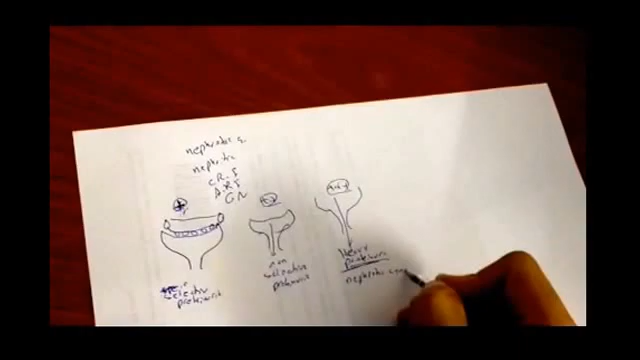 nephrotic s.
nephritic
C.R.F
A.R.F
G N
+
selective
proteinuria
non
selective
proteinuria
Heavy
proteinuria
nephrotic